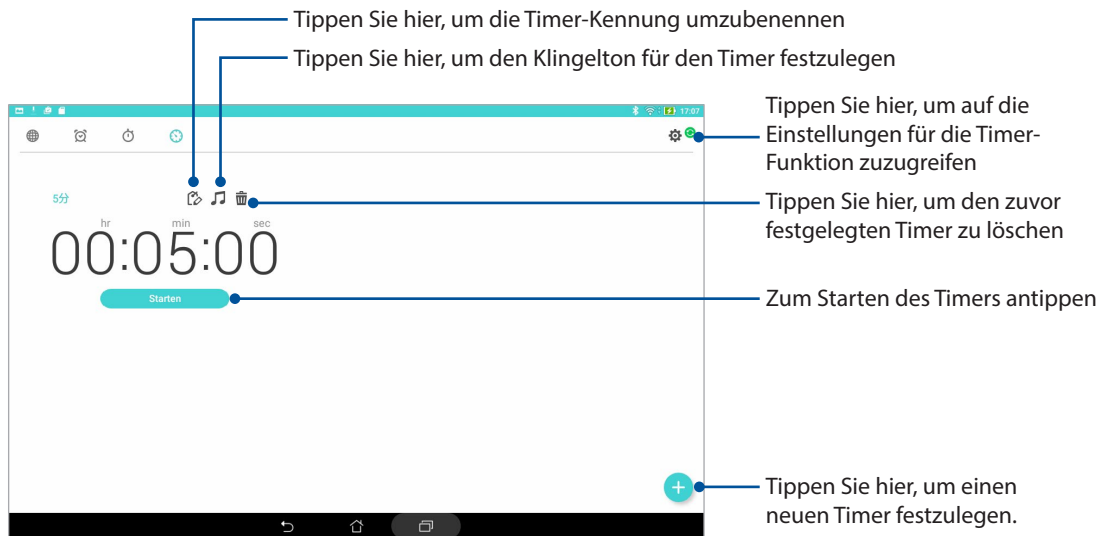 Tippen Sie hier, um die Timer-Kennung umzubenennen
Tippen Sie hier, um den Klingelton für den Timer festzulegen
17:07
Tippen Sie hier, um auf die
Einstellungen für die Timer-
Funktion zuzugreifen
5分
Tippen Sie hier, um den zuvor
festgelegten Timer zu löschen
hr min sec
00:05:00
Starten
Zum Starten des Timers antippen
Tippen Sie hier, um einen
neuen Timer festzulegen.